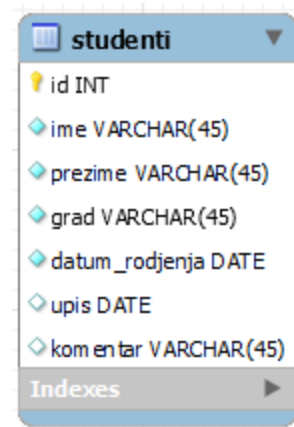 studenti
id INT
ime VARCHAR(45)
prezime VARCHAR(45)
grad VARCHAR(45)
datum_rodjenja DATE
upis DATE
komentar VARCHAR(45)
Indexes